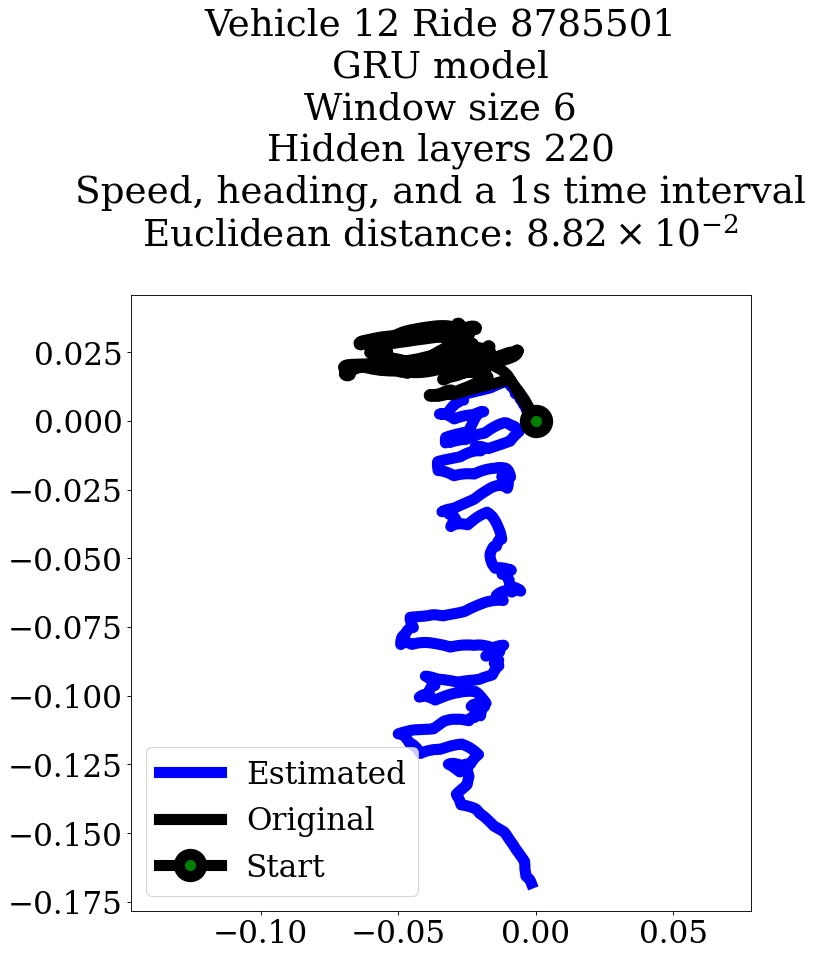 Vehicle 12 Ride 8785501
GRU model
Window size 6
Hidden layers 220
Speed, heading, and a 1s time interval
Euclidean distance: 8.82 × 10⁻²
0.025
0.000
−0.025
−0.050
−0.075
−0.100
−0.125
−0.150
−0.175
Estimated
Original
Start
−0.10 −0.05 0.00 0.05